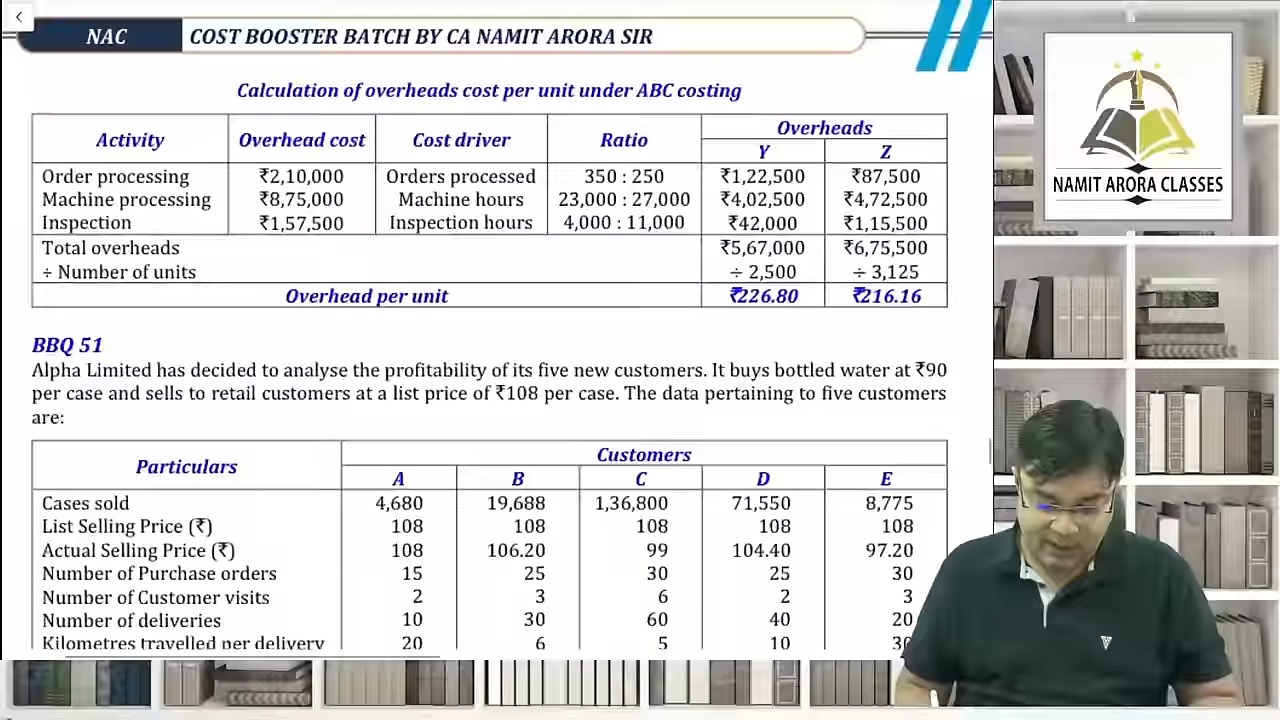 NAC COST BOOSTER BATCH BY CA NAMIT ARORA SIR
NAMIT ARORA CLASSES
Calculation of overheads cost per unit under ABC costing
Activity Overhead cost Cost driver Ratio Overheads
Y Z
Order processing ₹2,10,000 Orders processed 350 : 250 ₹1,22,500 ₹87,500
Machine processing ₹8,75,000 Machine hours 23,000 : 27,000 ₹4,02,500 ₹4,72,500
Inspection ₹1,57,500 Inspection hours 4,000 : 11,000 ₹42,000 ₹1,15,500
Total overheads ₹5,67,000 ₹6,75,500
÷ Number of units ÷ 2,500 ÷ 3,125
Overhead per unit ₹226.80 ₹216.16
BBQ 51
Alpha Limited has decided to analyse the profitability of its five new customers. It buys bottled water at ₹90
per case and sells to retail customers at a list price of ₹108 per case. The data pertaining to five customers
are:
Particulars Customers
A B C D E
Cases sold 4,680 19,688 1,36,800 71,550 8,775
List Selling Price (₹) 108 108 108 108 108
Actual Selling Price (₹) 108 106.20 99 104.40 97.20
Number of Purchase orders 15 25 30 25 30
Number of Customer visits 2 3 6 2 3
Number of deliveries 10 30 60 40 20
Kilometres travelled per delivery 20 6 5 10